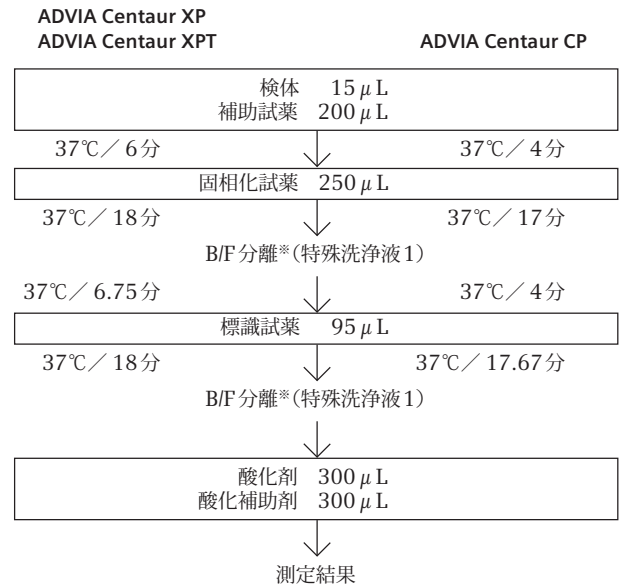 ADVIA Centaur XP
ADVIA Centaur XPT ADVIA Centaur CP
検体 15μL
補助試薬 200μL
37℃/6分 37℃/4分
固相化試薬 250μL
37℃/18分 37℃/17分
B/F分離※(特殊洗浄液1)
37℃/6.75分 37℃/4分
標識試薬 95μL
37℃/18分 37℃/17.67分
B/F分離※(特殊洗浄液1)
酸化剤 300μL
酸化補助剤 300μL
測定結果